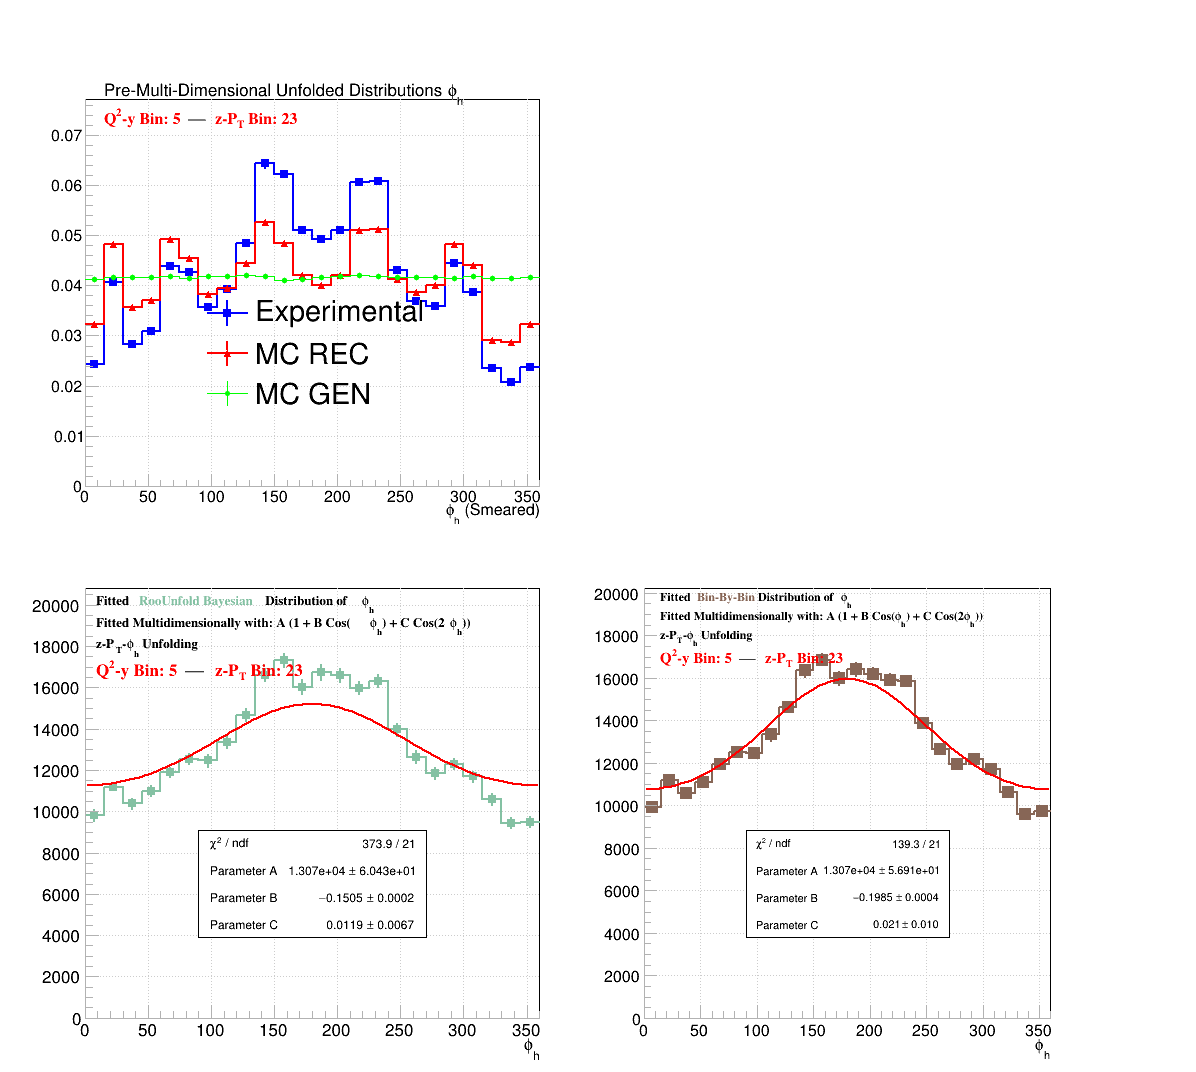 Pre-Multi-Dimensional Unfolded Distributions ϕh
Q²-y Bin: 5 — z-PT Bin: 23
0.07
0.06
0.05
0.04
0.03
0.02
0.01
0
Experimental
MC REC
MC GEN
0 50 100 150 200 250 300 350
ϕh (Smeared)
Fitted RooUnfold Bayesian Distribution of ϕh
Fitted Multidimensionally with: A (1 + B Cos( ϕh) + C Cos(2 ϕh))
z-PT-ϕh Unfolding
Q²-y Bin: 5 — z-PT Bin: 23
20000
18000
16000
14000
12000
10000
8000
6000
4000
2000
0
χ² / ndf 373.9 / 21
Parameter A 1.307e+04 ± 6.043e+01
Parameter B −0.1505 ± 0.0002
Parameter C 0.0119 ± 0.0067
0 50 100 150 200 250 300 350
ϕh
Fitted Bin-By-Bin Distribution of ϕh
Fitted Multidimensionally with: A (1 + B Cos(ϕh) + C Cos(2ϕh))
z-PT-ϕh Unfolding
Q²-y Bin: 5 — z-PT Bin: 23
20000
18000
16000
14000
12000
10000
8000
6000
4000
2000
0
χ² / ndf 139.3 / 21
Parameter A 1.307e+04 ± 5.691e+01
Parameter B −0.1985 ± 0.0004
Parameter C 0.021 ± 0.010
0 50 100 150 200 250 300 350
ϕh